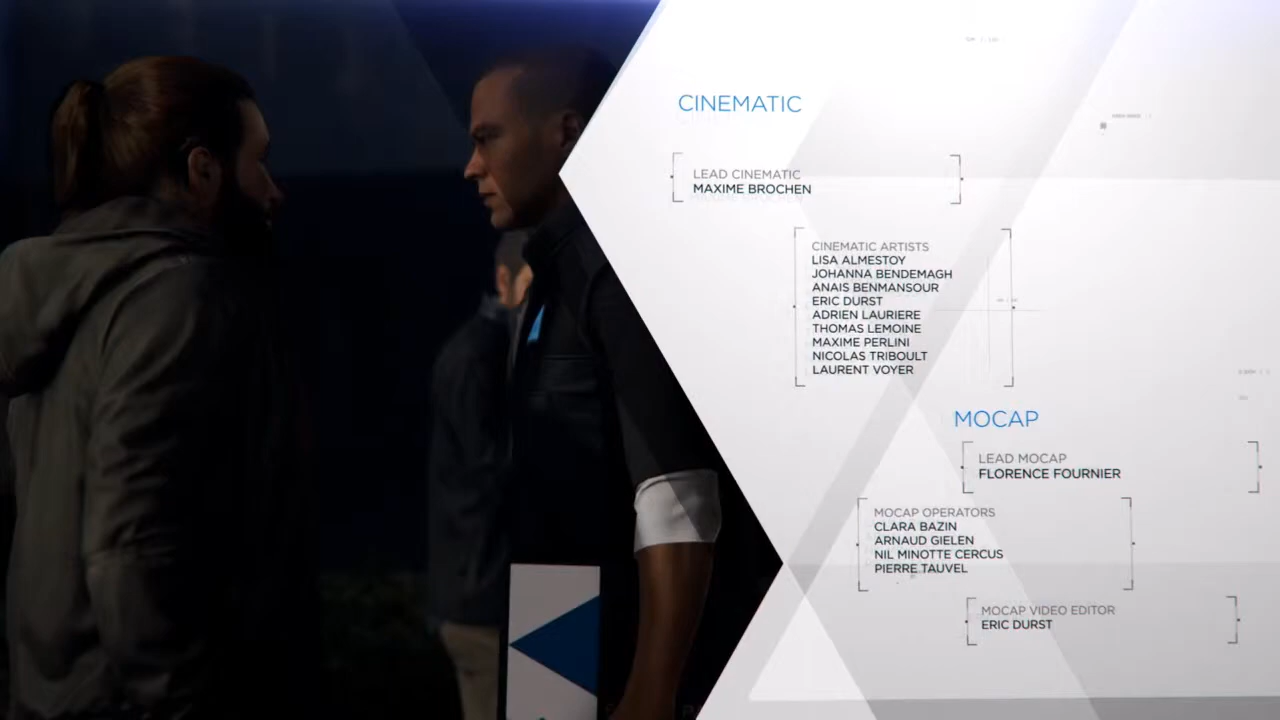 CINEMATIC
LEAD CINEMATIC
MAXIME BROCHEN
CINEMATIC ARTISTS
LISA ALMESTOY
JOHANNA BENDEMAGH
ANAIS BENMANSOUR
ERIC DURST
ADRIEN LAURIERE
THOMAS LEMOINE
MAXIME PERLINI
NICOLAS TRIBOULT
LAURENT VOYER
MOCAP
LEAD MOCAP
FLORENCE FOURNIER
MOCAP OPERATORS
CLARA BAZIN
ARNAUD GIELEN
NIL MINOTTE CERCUS
PIERRE TAUVEL
MOCAP VIDEO EDITOR
ERIC DURST